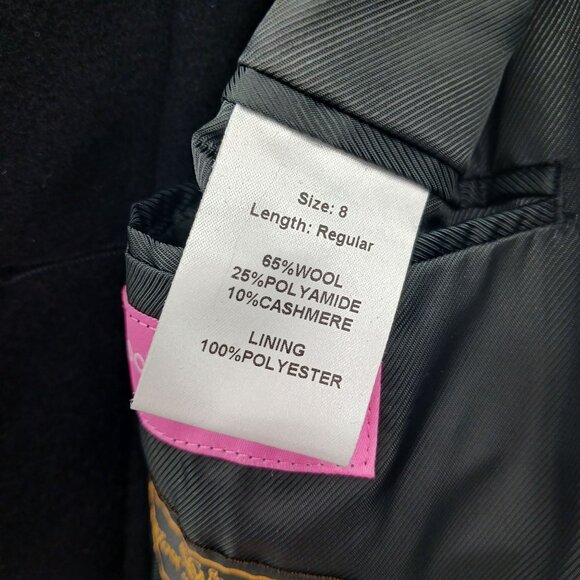 Size: 8
Length: Regular
65%WOOL
25%POLYAMIDE
10%CASHMERE
LINING
100%POLYESTER